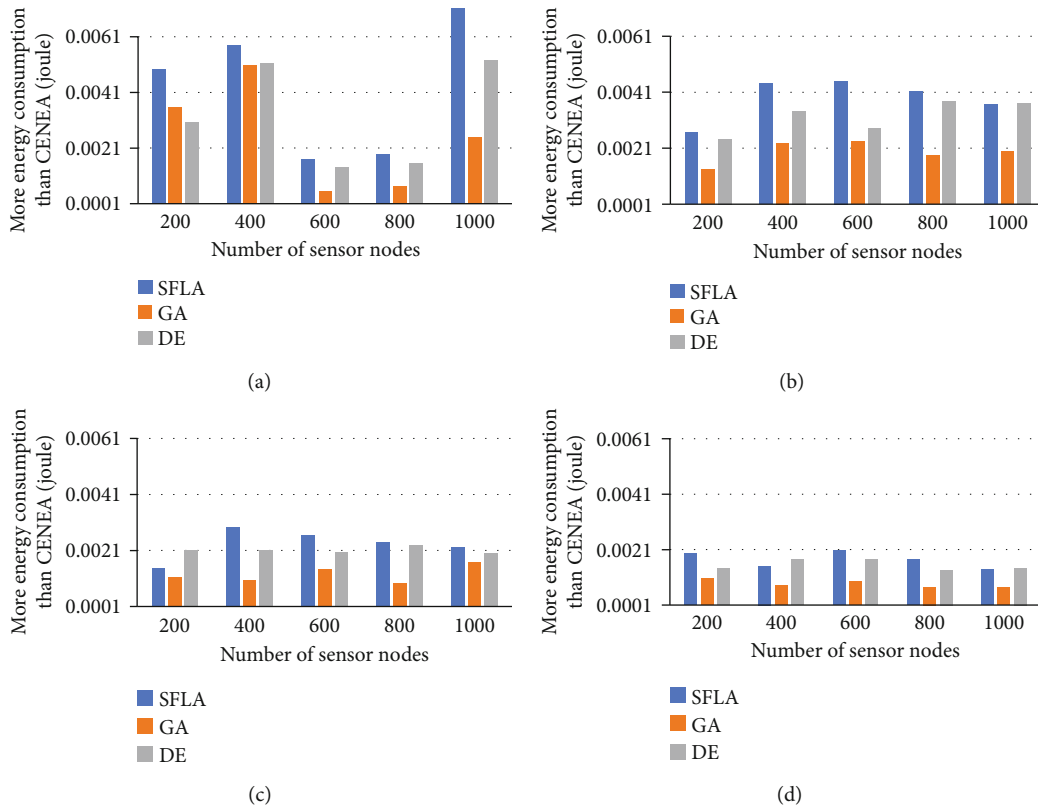 More energy consumption
than CENEA (joule)
0.0061
0.0041
0.0021
0.0001
200 400 600 800 1000
Number of sensor nodes
SFLA
GA
DE
(a)
More energy consumption
than CENEA (joule)
0.0061
0.0041
0.0021
0.0001
200 400 600 800 1000
Number of sensor nodes
SFLA
GA
DE
(b)
More energy consumption
than CENEA (joule)
0.0061
0.0041
0.0021
0.0001
200 400 600 800 1000
Number of sensor nodes
SFLA
GA
DE
(c)
More energy consumption
than CENEA (joule)
0.0061
0.0041
0.0021
0.0001
200 400 600 800 1000
Number of sensor nodes
SFLA
GA
DE
(d)